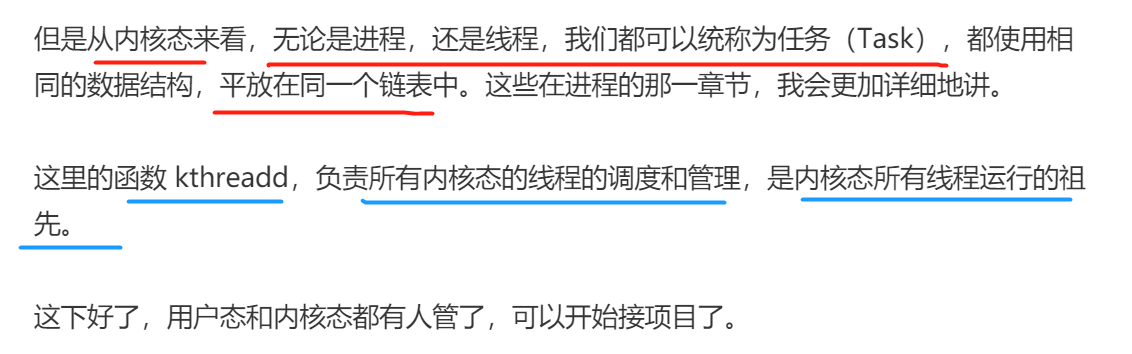 但是从内核态来看，无论是进程，还是线程，我们都可以统称为任务（Task），都使用相
同的数据结构，平放在同一个链表中。这些在进程的那一章节，我会更加详细地讲。
这里的函数 kthreadd，负责所有内核态的线程的调度和管理，是内核态所有线程运行的祖
先。
这下好了，用户态和内核态都有人管了，可以开始接项目了。